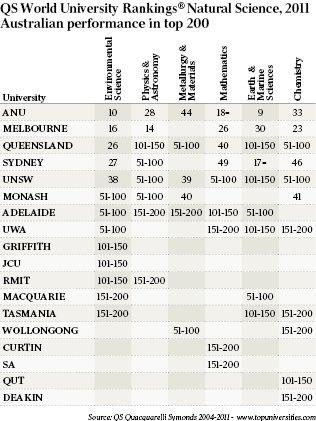 QS World University Rankings® Natural Science, 2011
Australian performance in top 200
University Environmental Science Physics & Astronomy Metallurgy & Materials Mathematics Earth & Marine Sciences Chemistry
ANU 10 28 44 18= 9 33
MELBOURNE 16 14 26 30 23
QUEENSLAND 26 101-150 51-100 40 101-150 51-100
SYDNEY 27 51-100 49 17= 46
UNSW 38 51-100 39 51-100 101-150 51-100
MONASH 51-100 51-100 40 41
ADELAIDE 51-100 151-200 151-200 101-150 51-100
UWA 51-100 151-200 101-150 151-200
GRIFFITH 101-150
JCU 101-150
RMIT 101-150 151-200
MACQUARIE 151-200 51-100
TASMANIA 151-200 101-150 151-200
WOLLONGONG 51-100 151-200
CURTIN 151-200
SA 151-200
QUT 101-150
DEAKIN 151-200
Source: QS Quacquarelli Symonds 2004-2011 - www.topuniversities.com